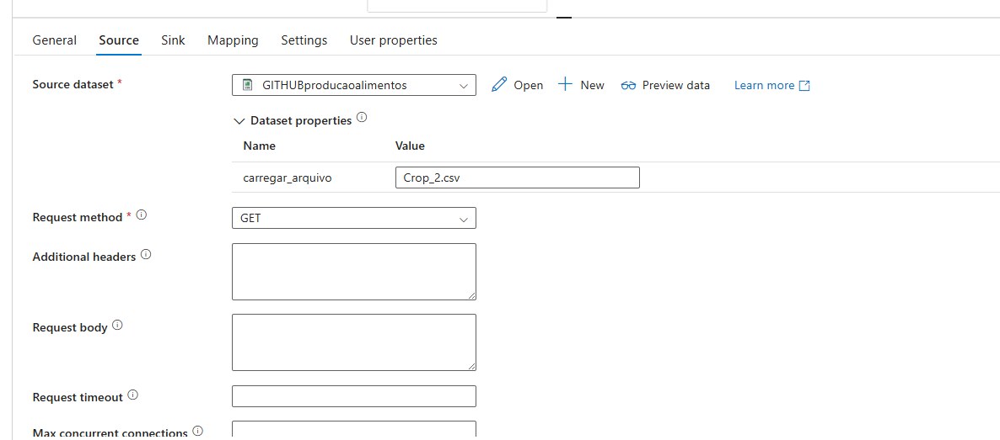 General Source Sink Mapping Settings User properties
Source dataset * GITHUBproducaoalimentos Open New Preview data Learn more
Dataset properties
Name Value
carregar_arquivo Crop_2.csv
Request method * GET
Additional headers
Request body
Request timeout
Max concurrent connections